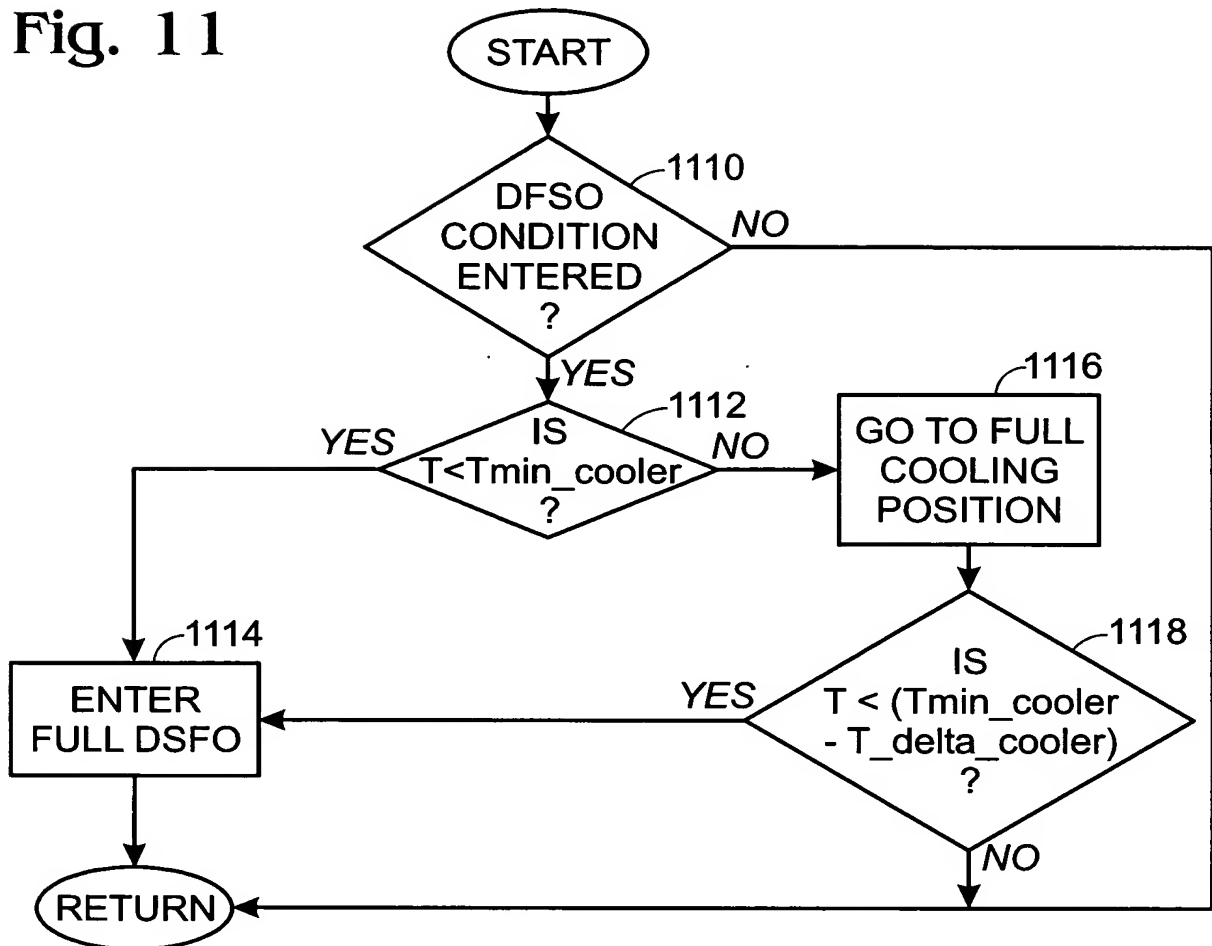 Fig. 11
START
1110
DFSO
CONDITION
ENTERED
?
NO
YES
1112
IS
T<Tmin_cooler
?
YES
NO
1116
GO TO FULL
COOLING
POSITION
1114
ENTER
FULL DSFO
1118
IS
T < (Tmin_cooler
- T_delta_cooler)
?
YES
NO
RETURN